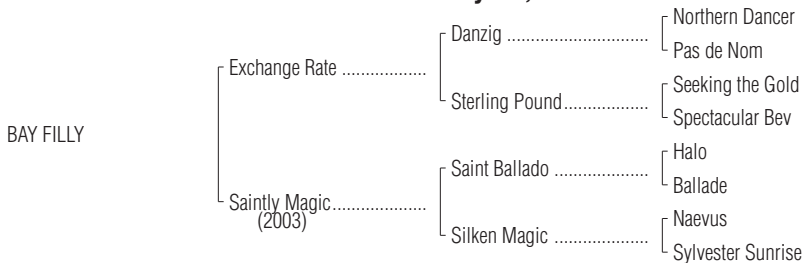 Northern Dancer
Danzig ..............................
Pas de Nom
Exchange Rate ...................
Seeking the Gold
Sterling Pound...................
Spectacular Bev
BAY FILLY
Halo
Saint Ballado .....................
Ballade
Saintly Magic.....................
(2003)
Naevus
Silken Magic .....................
Sylvester Sunrise